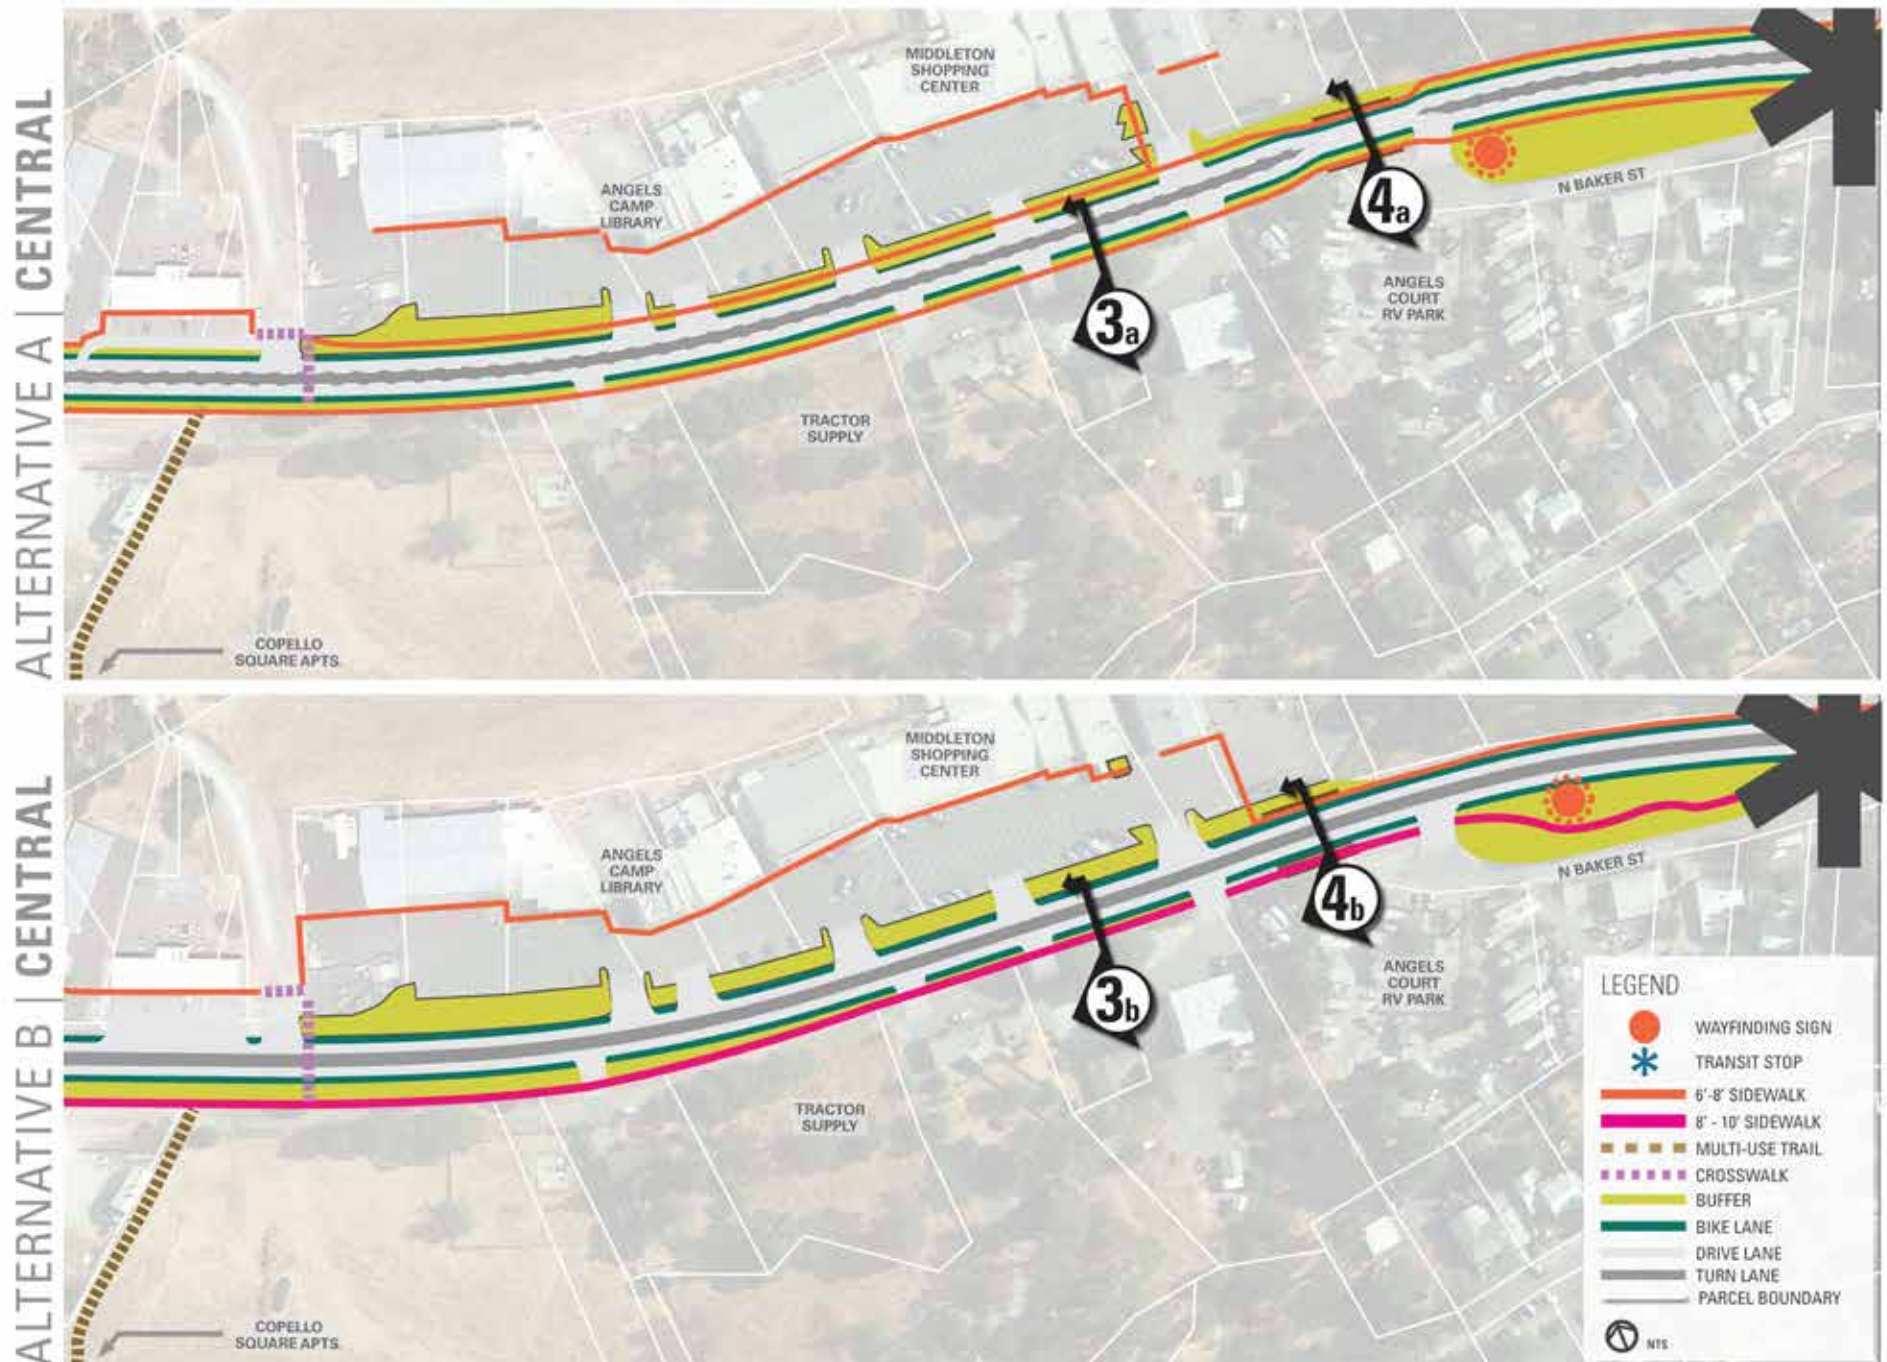 ALTERNATIVE A | CENTRAL
MIDDLETON
SHOPPING
CENTER
ANGELS
CAMP
LIBRARY
4a
N BAKER ST
3a
ANGELS
COURT
RV PARK
TRACTOR
SUPPLY
COPELLO
SQUARE APTS
ALTERNATIVE B | CENTRAL
MIDDLETON
SHOPPING
CENTER
ANGELS
CAMP
LIBRARY
N BAKER ST
4b
3b
ANGELS
COURT
RV PARK
TRACTOR
SUPPLY
COPELLO
SQUARE APTS
LEGEND
WAYFINDING SIGN
TRANSIT STOP
6'-8' SIDEWALK
8' - 10' SIDEWALK
MULTI-USE TRAIL
CROSSWALK
BUFFER
BIKE LANE
DRIVE LANE
TURN LANE
PARCEL BOUNDARY
NTS